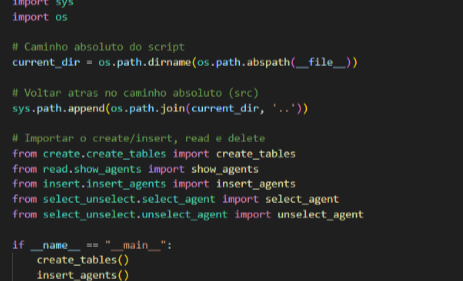 import sys
import os
# Caminho absoluto do script
current_dir = os.path.dirname(os.path.abspath(__file__))
# Voltar atras no caminho absoluto (src)
sys.path.append(os.path.join(current_dir, '..'))
# Importar o create/insert, read e delete
from create.create_tables import create_tables
from read.show_agents import show_agents
from insert.insert_agents import insert_agents
from select_unselect.select_agent import select_agent
from select_unselect.unselect_agent import unselect_agent
if __name__ == "__main__":
    create_tables()
    insert_agents()